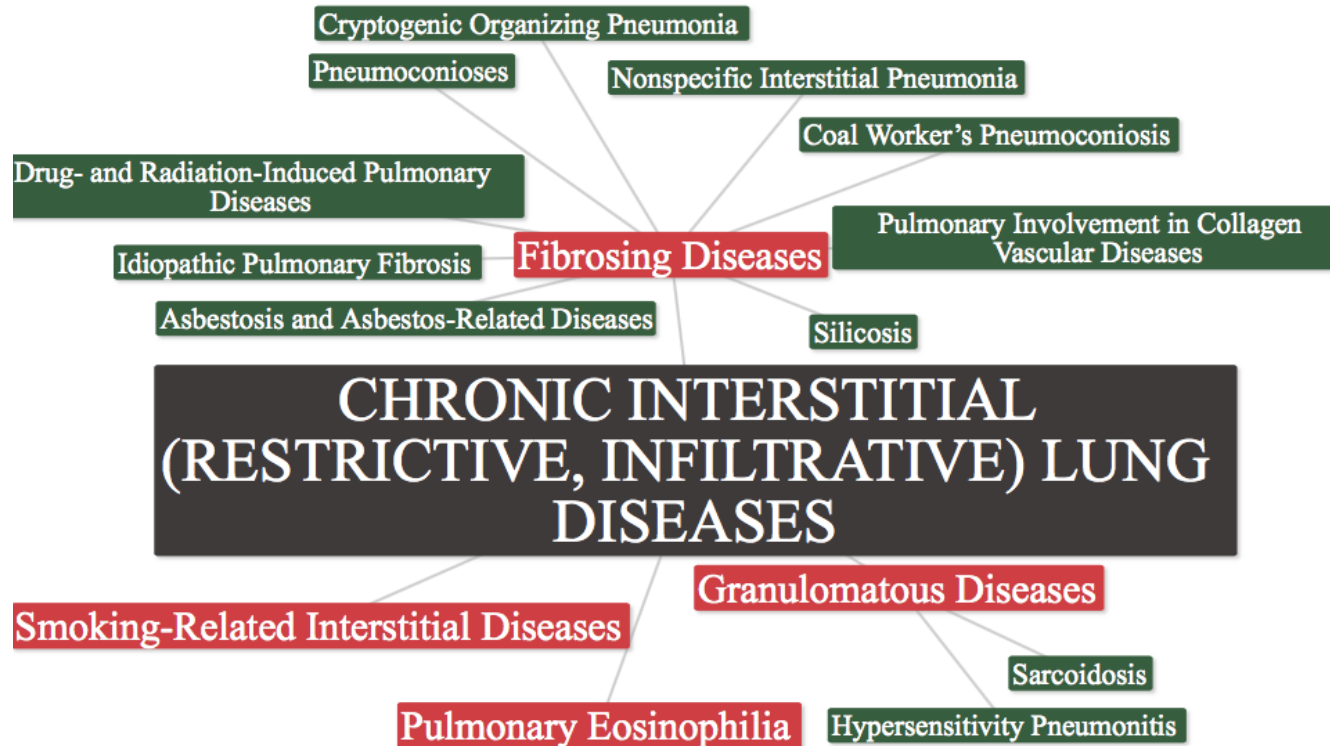 Cryptogenic Organizing Pneumonia
Pneumoconioses
Nonspecific Interstitial Pneumonia
Coal Worker’s Pneumoconiosis
Drug- and Radiation-Induced Pulmonary
Diseases
Pulmonary Involvement in Collagen
Vascular Diseases
Fibrosing Diseases
Idiopathic Pulmonary Fibrosis
Asbestosis and Asbestos-Related Diseases
Silicosis
CHRONIC INTERSTITIAL
(RESTRICTIVE, INFILTRATIVE) LUNG
DISEASES
Granulomatous Diseases
Smoking-Related Interstitial Diseases
Sarcoidosis
Pulmonary Eosinophilia
Hypersensitivity Pneumonitis